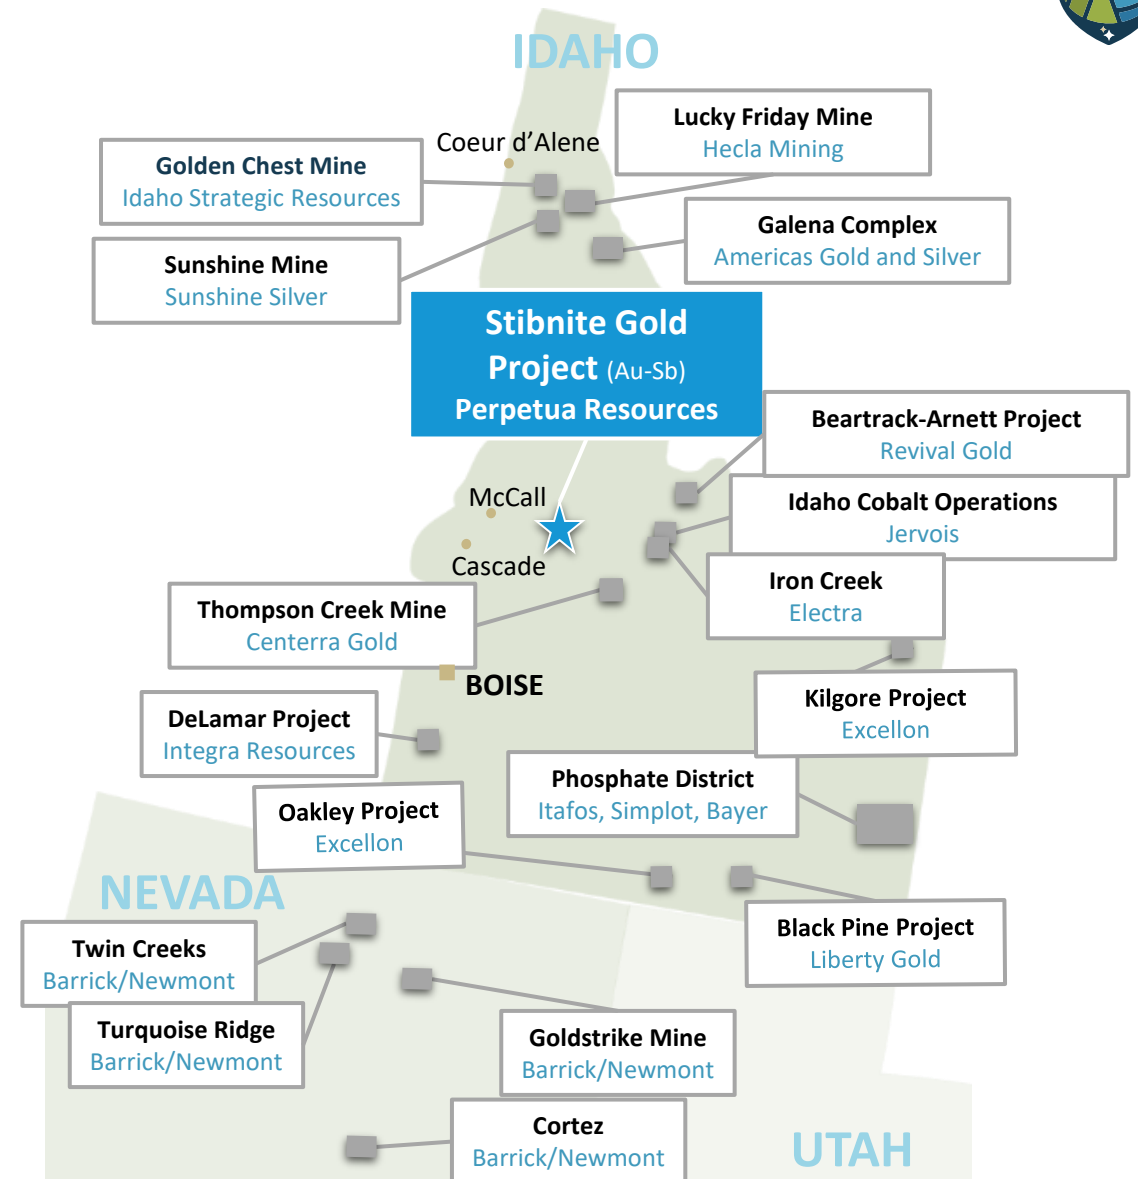 IDAHO
Lucky Friday Mine
Hecla Mining
Coeur d'Alene
Golden Chest Mine
Idaho Strategic Resources
Galena Complex
Americas Gold and Silver
Sunshine Mine
Sunshine Silver
Stibnite Gold
Project (Au-Sb)
Perpetua Resources
Beartrack-Arnett Project
Revival Gold
McCall
Idaho Cobalt Operations
Jervois
Cascade
Iron Creek
Electra
Thompson Creek Mine
Centerra Gold
BOISE
Kilgore Project
Excellon
DeLamar Project
Integra Resources
Phosphate District
Itafos, Simplot, Bayer
Oakley Project
Excellon
NEVADA
Black Pine Project
Liberty Gold
Twin Creeks
Barrick/Newmont
Turquoise Ridge
Barrick/Newmont
Goldstrike Mine
Barrick/Newmont
Cortez
Barrick/Newmont
UTAH